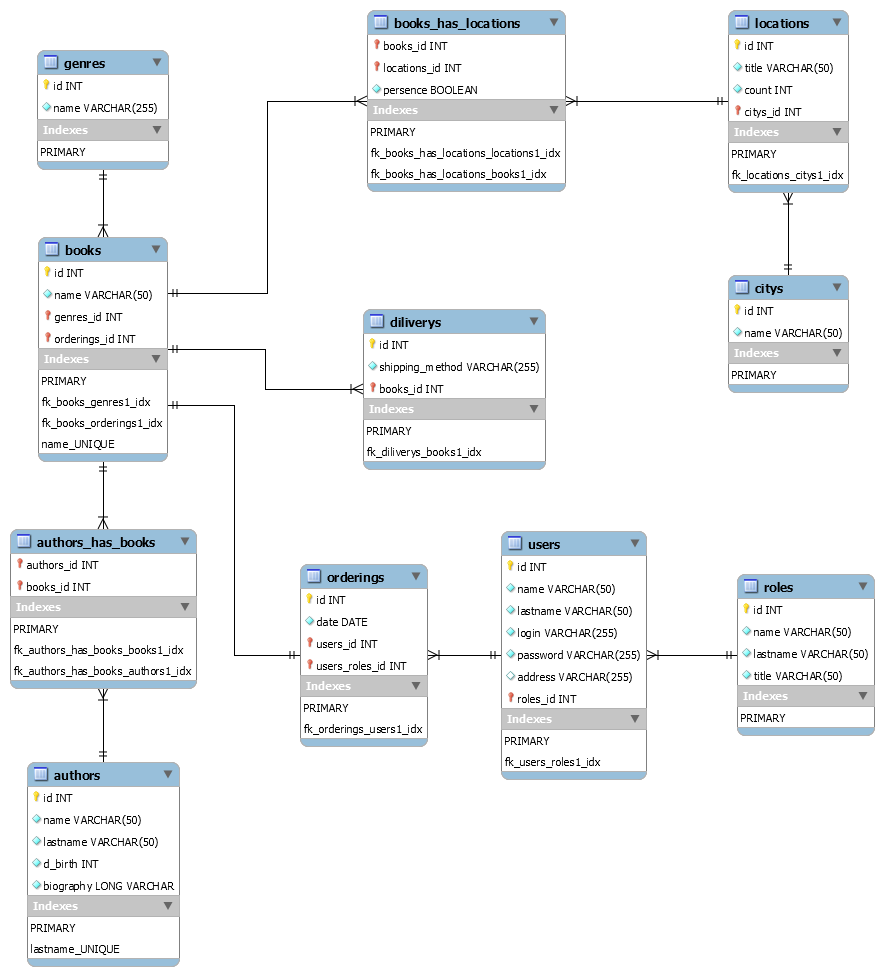 genres
id INT
name VARCHAR(255)
Indexes
PRIMARY
books_has_locations
books_id INT
locations_id INT
persence BOOLEAN
Indexes
PRIMARY
fk_books_has_locations_locations1_idx
fk_books_has_locations_books1_idx
locations
id INT
title VARCHAR(50)
count INT
citys_id INT
Indexes
PRIMARY
fk_locations_citys1_idx
books
id INT
name VARCHAR(50)
genres_id INT
orderings_id INT
Indexes
PRIMARY
fk_books_genres1_idx
fk_books_orderings1_idx
name_UNIQUE
diliverys
id INT
shipping_method VARCHAR(255)
books_id INT
Indexes
PRIMARY
fk_diliverys_books1_idx
citys
id INT
name VARCHAR(50)
Indexes
PRIMARY
authors_has_books
authors_id INT
books_id INT
Indexes
PRIMARY
fk_authors_has_books_books1_idx
fk_authors_has_books_authors1_idx
orderings
id INT
date DATE
users_id INT
users_roles_id INT
Indexes
PRIMARY
fk_orderings_users1_idx
users
id INT
name VARCHAR(50)
lastname VARCHAR(50)
login VARCHAR(255)
password VARCHAR(255)
address VARCHAR(255)
roles_id INT
Indexes
PRIMARY
fk_users_roles1_idx
roles
id INT
name VARCHAR(50)
lastname VARCHAR(50)
title VARCHAR(50)
Indexes
PRIMARY
authors
id INT
name VARCHAR(50)
lastname VARCHAR(50)
d_birth INT
biography LONG VARCHAR
Indexes
PRIMARY
lastname_UNIQUE